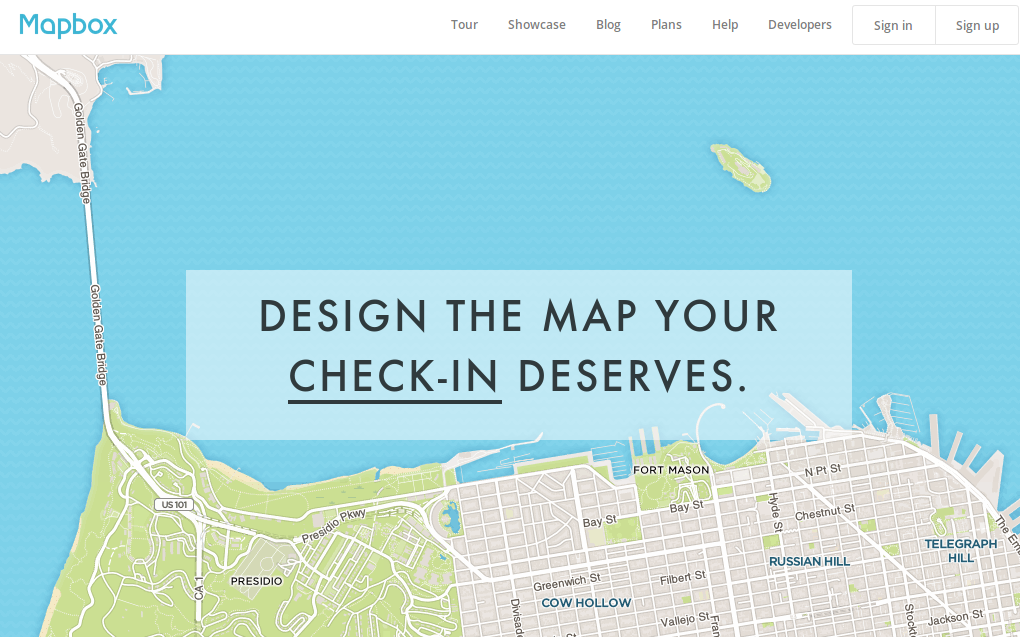 Mapbox
Tour Showcase Blog Plans Help Developers Sign in Sign up
Golden Gate Bridge
Golden Gate Bridge
DESIGN THE MAP YOUR
CHECK-IN DESERVES.
FORT MASON
N Pt St
US 101
Presidio Pkwy
Bay St
Bay St
Hyde St
Chestnut St
The Em
TELEGRAPH
HILL
RUSSIAN HILL
PRESIDIO
CA 1
Greenwich St
Filbert St
COW HOLLOW
Divisade
Vallejo St
Fran
Stockt
Jackson St